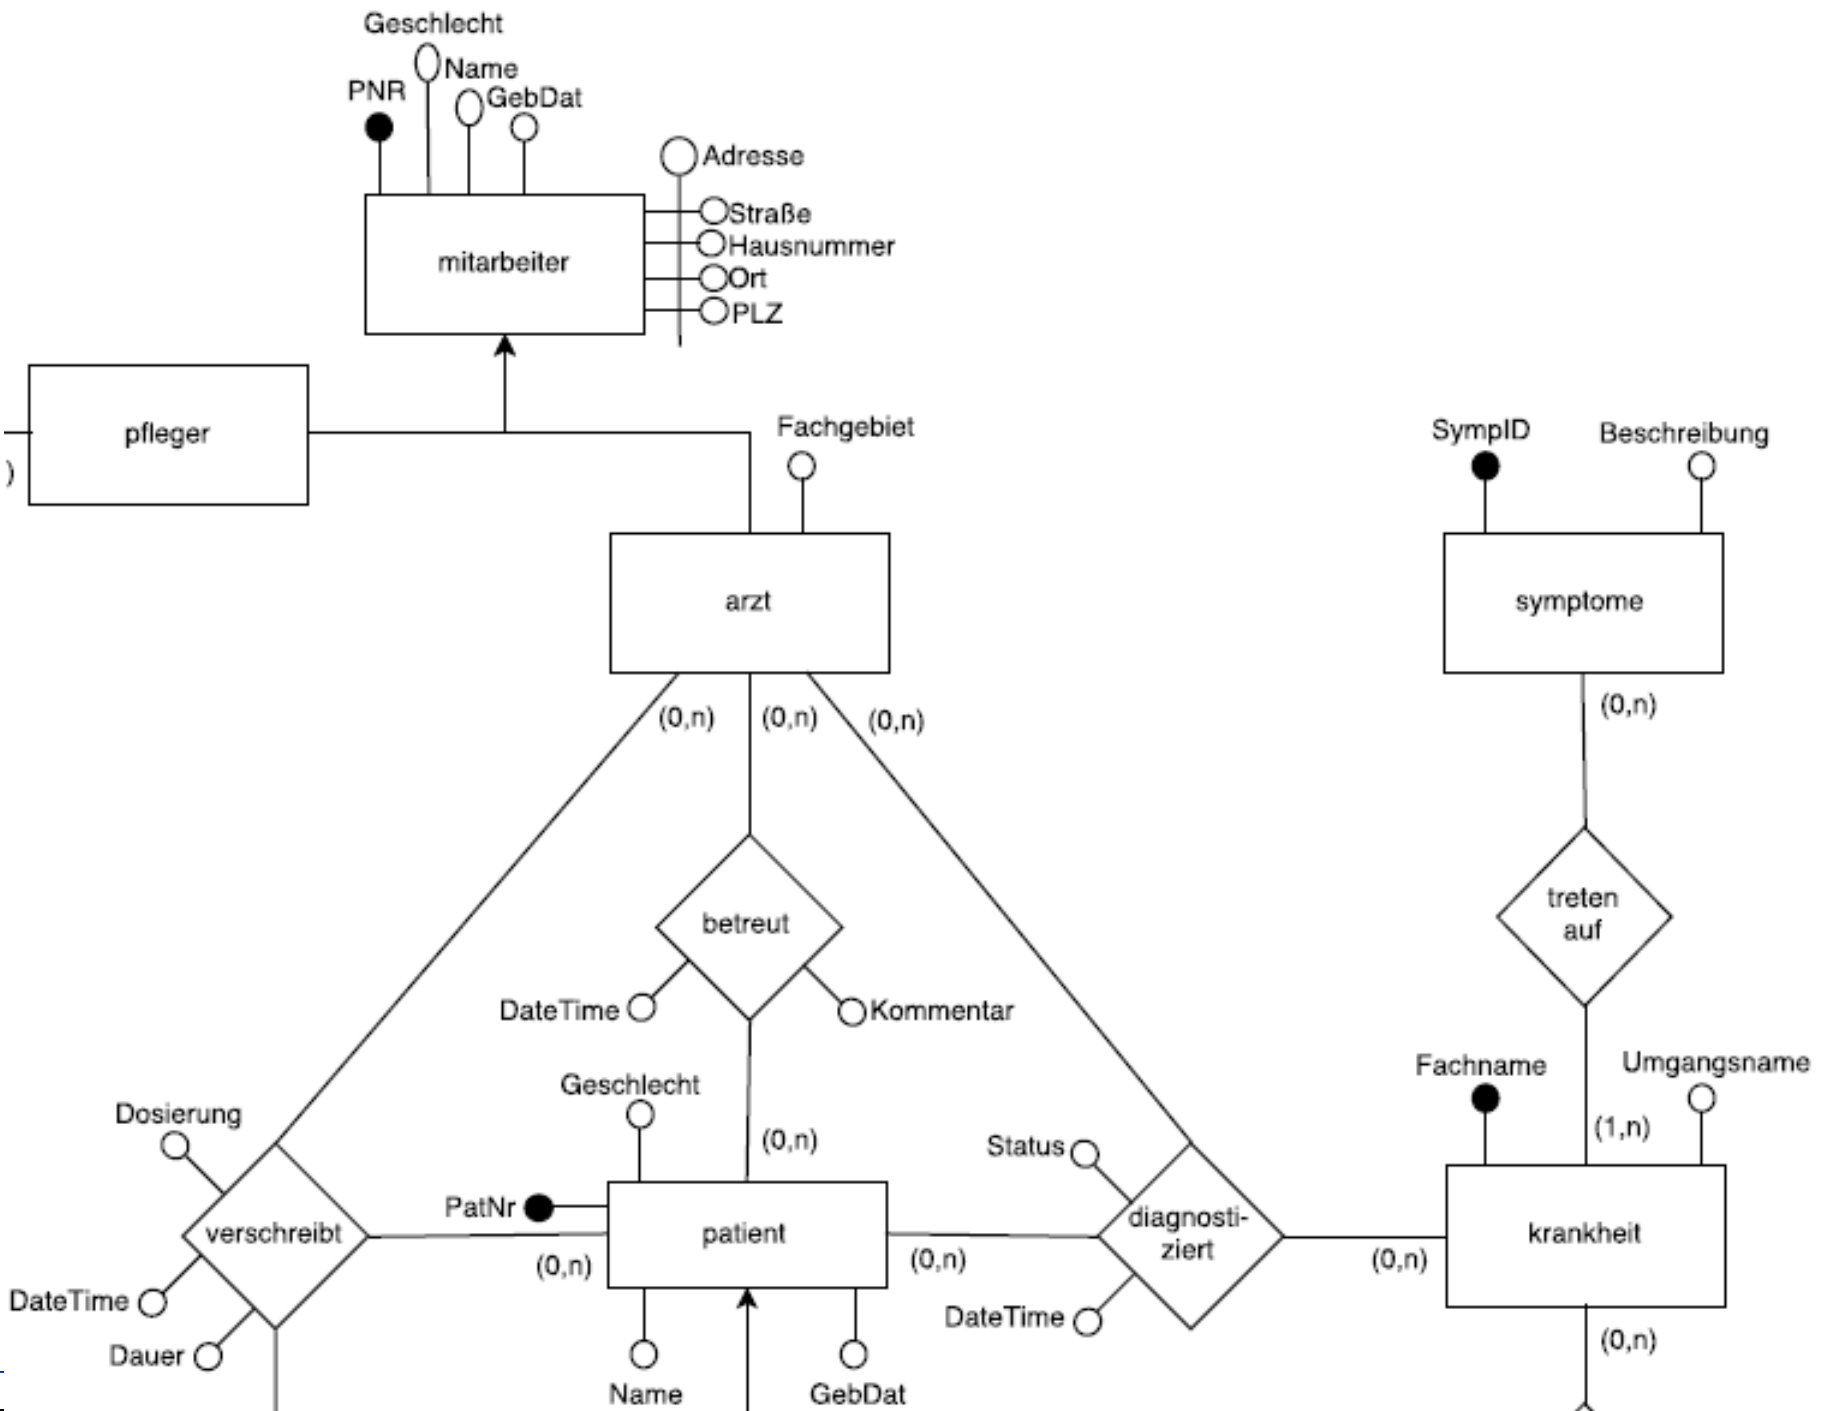 Geschlecht
Name
PNR
GebDat
Adresse
Straße
Hausnummer
mitarbeiter
Ort
PLZ
pfleger
)
Fachgebiet
SympID
Beschreibung
arzt
symptome
(0,n)
(0,n)
(0,n)
(0,n)
treten
auf
betreut
DateTime
Kommentar
Geschlecht
Fachname
Umgangsname
Dosierung
(0,n)
(1,n)
Status
PatNr
verschreibt
patient
diagnosti-
ziert
krankheit
(0,n)
(0,n)
(0,n)
DateTime
DateTime
(0,n)
Dauer
Name
GebDat